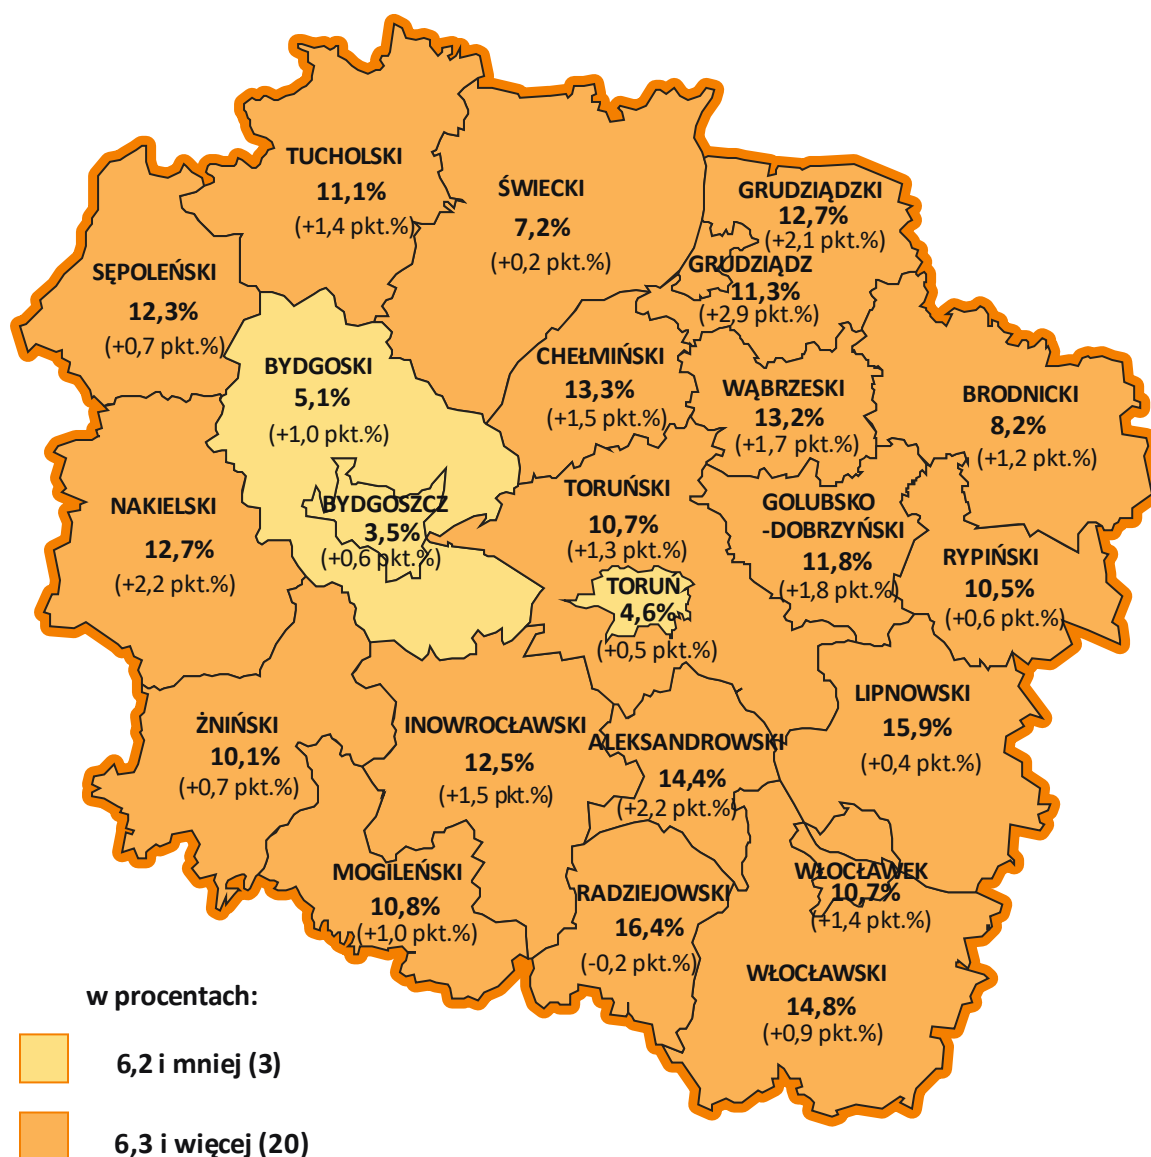 TUCHOLSKI
11,1%
(+1,4 pkt.%)
ŚWIECKI
7,2%
(+0,2 pkt.%)
GRUDZIĄDZKI
12,7%
(+2,1 pkt.%)
GRUDZIĄDZ
11,3%
(+2,9 pkt.%)
SĘPOLEŃSKI
12,3%
(+0,7 pkt.%)
BYDGOSKI
5,1%
(+1,0 pkt.%)
CHEŁMIŃSKI
13,3%
(+1,5 pkt.%)
WĄBRZESKI
13,2%
(+1,7 pkt.%)
BRODNICKI
8,2%
(+1,2 pkt.%)
NAKIELSKI
12,7%
(+2,2 pkt.%)
BYDGOSZCZ
3,5%
(+0,6 pkt.%)
TORUŃSKI
10,7%
(+1,3 pkt.%)
GOLUBSKO
-DOBRZYŃSKI
11,8%
(+1,8 pkt.%)
RYPIŃSKI
10,5%
(+0,6 pkt.%)
TORUŃ
4,6%
(+0,5 pkt.%)
ŻNIŃSKI
10,1%
(+0,7 pkt.%)
INOWROCŁAWSKI
12,5%
(+1,5 pkt.%)
ALEKSANDROWSKI
14,4%
(+2,2 pkt.%)
LIPNOWSKI
15,9%
(+0,4 pkt.%)
MOGILEŃSKI
10,8%
(+1,0 pkt.%)
RADZIEJOWSKI
16,4%
(-0,2 pkt.%)
WŁOCŁAWEK
10,7%
(+1,4 pkt.%)
WŁOCŁAWSKI
14,8%
(+0,9 pkt.%)
w procentach:
6,2 i mniej (3)
6,3 i więcej (20)